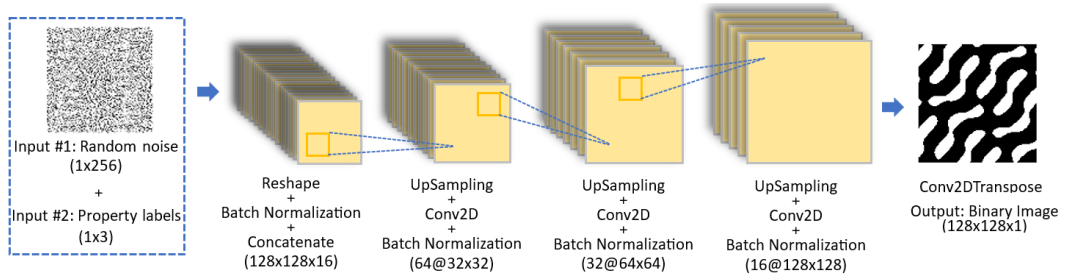 Input #1: Random noise
(1x256)
+
Input #2: Property labels
(1x3)
Reshape
+
Batch Normalization
+
Concatenate
(128x128x16)
UpSampling
+
Conv2D
+
Batch Normalization
(64@32x32)
UpSampling
+
Conv2D
+
Batch Normalization
(32@64x64)
UpSampling
+
Conv2D
+
Batch Normalization
(16@128x128)
Conv2DTranspose
Output: Binary Image
(128x128x1)